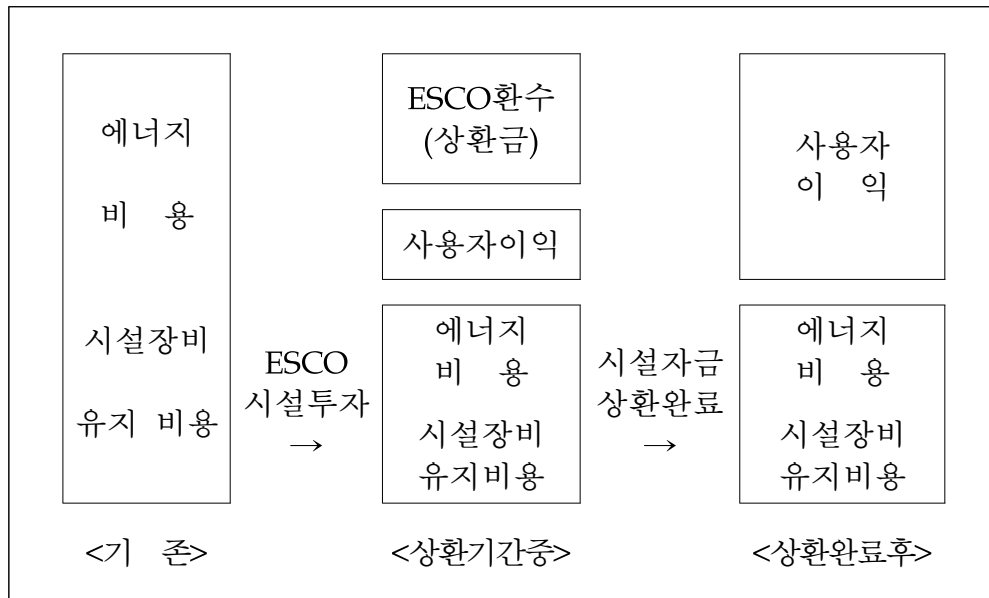 에너지
비 용
시설장비
유지 비용
<기 존>
ESCO
시설투자
→
ESCO환수
(상환금)
사용자이익
에너지
비 용
시설장비
유지비용
<상환기간중>
시설자금
상환완료
→
사용자
이 익
에너지
비 용
시설장비
유지비용
<상환완료후>